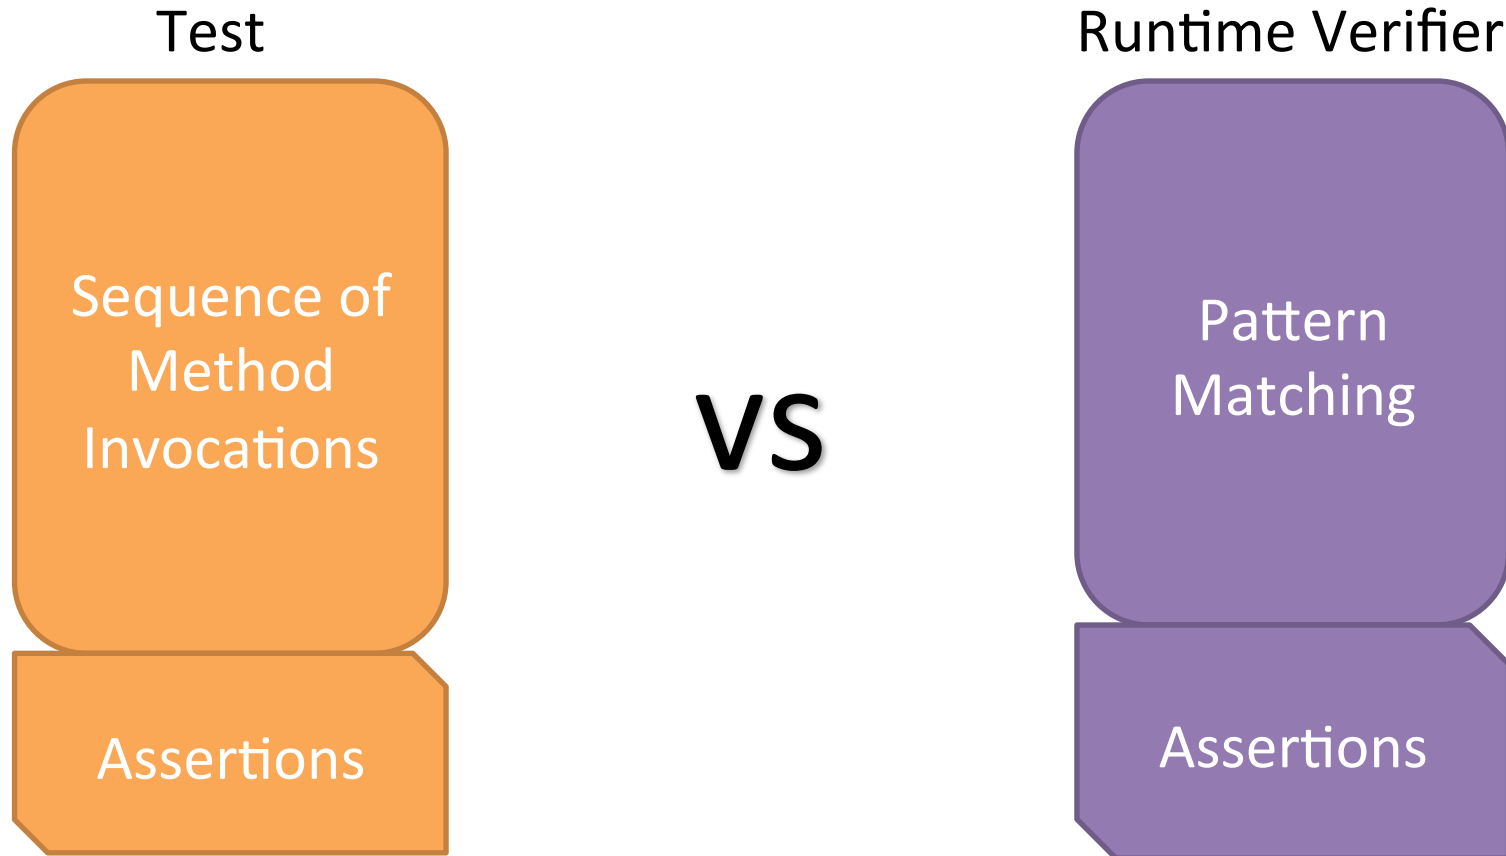 Test
Sequence of
Method
Invocations
Assertions
vs
Runtime Verifier
Pattern
Matching
Assertions